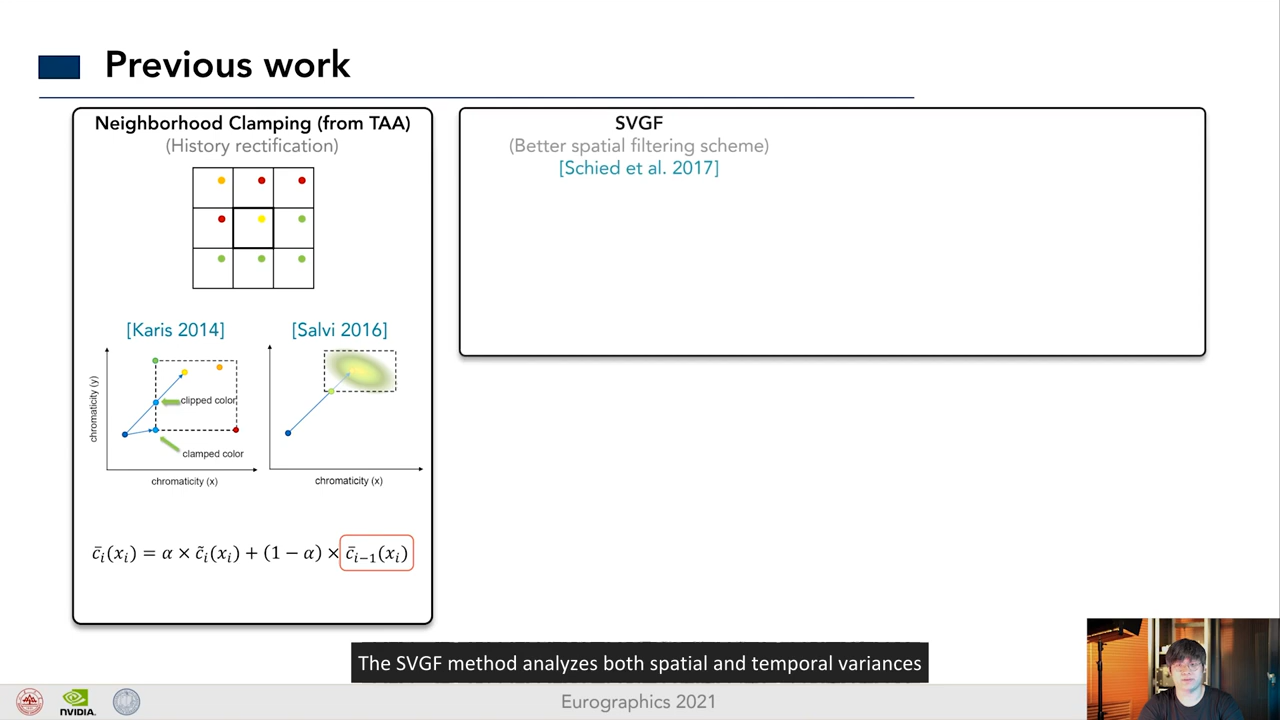 Previous work
Neighborhood Clamping (from TAA)
(History rectification)
[Karis 2014]
[Salvi 2016]
chromaticity (y)
clipped color
clamped color
chromaticity (x)
chromaticity (x)
c̄ᵢ(xᵢ) = α × c̃ᵢ(xᵢ) + (1 − α) × c̄ᵢ₋₁(xᵢ)
SVGF
(Better spatial filtering scheme)
[Schied et al. 2017]
The SVGF method analyzes both spatial and temporal variances
NVIDIA.
Eurographics 2021